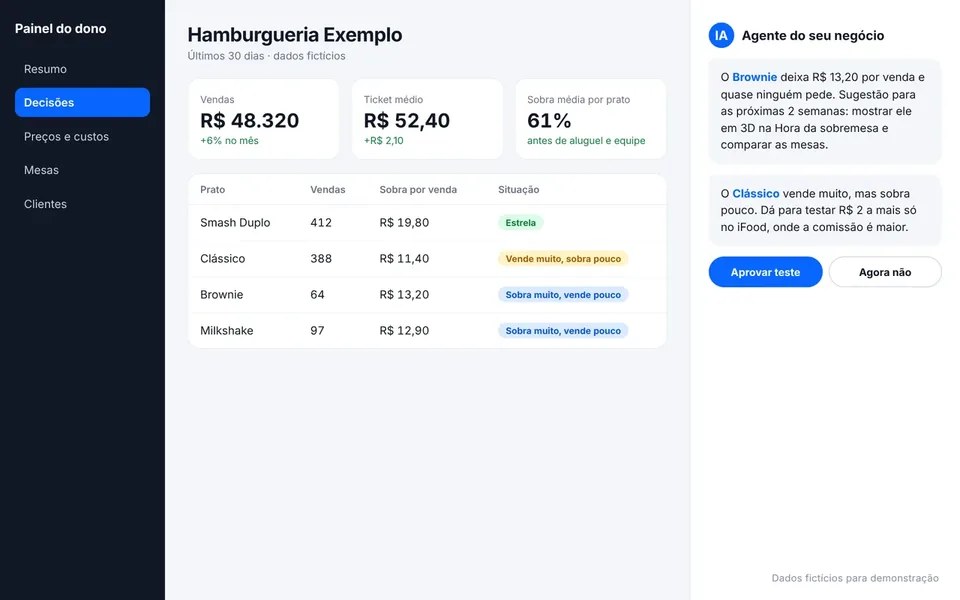 Painel do dono
Resumo
Decisões
Preços e custos
Mesas
Clientes
Hamburgueria Exemplo
Últimos 30 dias · dados fictícios
Vendas
R$ 48.320
+6% no mês
Ticket médio
R$ 52,40
+R$ 2,10
Sobra média por prato
61%
antes de aluguel e equipe
Prato Vendas Sobra por venda Situação
Smash Duplo 412 R$ 19,80 Estrela
Clássico 388 R$ 11,40 Vende muito, sobra pouco
Brownie 64 R$ 13,20 Sobra muito, vende pouco
Milkshake 97 R$ 12,90 Sobra muito, vende pouco
IA Agente do seu negócio
O Brownie deixa R$ 13,20 por venda e
quase ninguém pede. Sugestão para
as próximas 2 semanas: mostrar ele
em 3D na Hora da sobremesa e
comparar as mesas.
O Clássico vende muito, mas sobra
pouco. Dá para testar R$ 2 a mais só
no iFood, onde a comissão é maior.
Aprovar teste
Agora não
Dados fictícios para demonstração